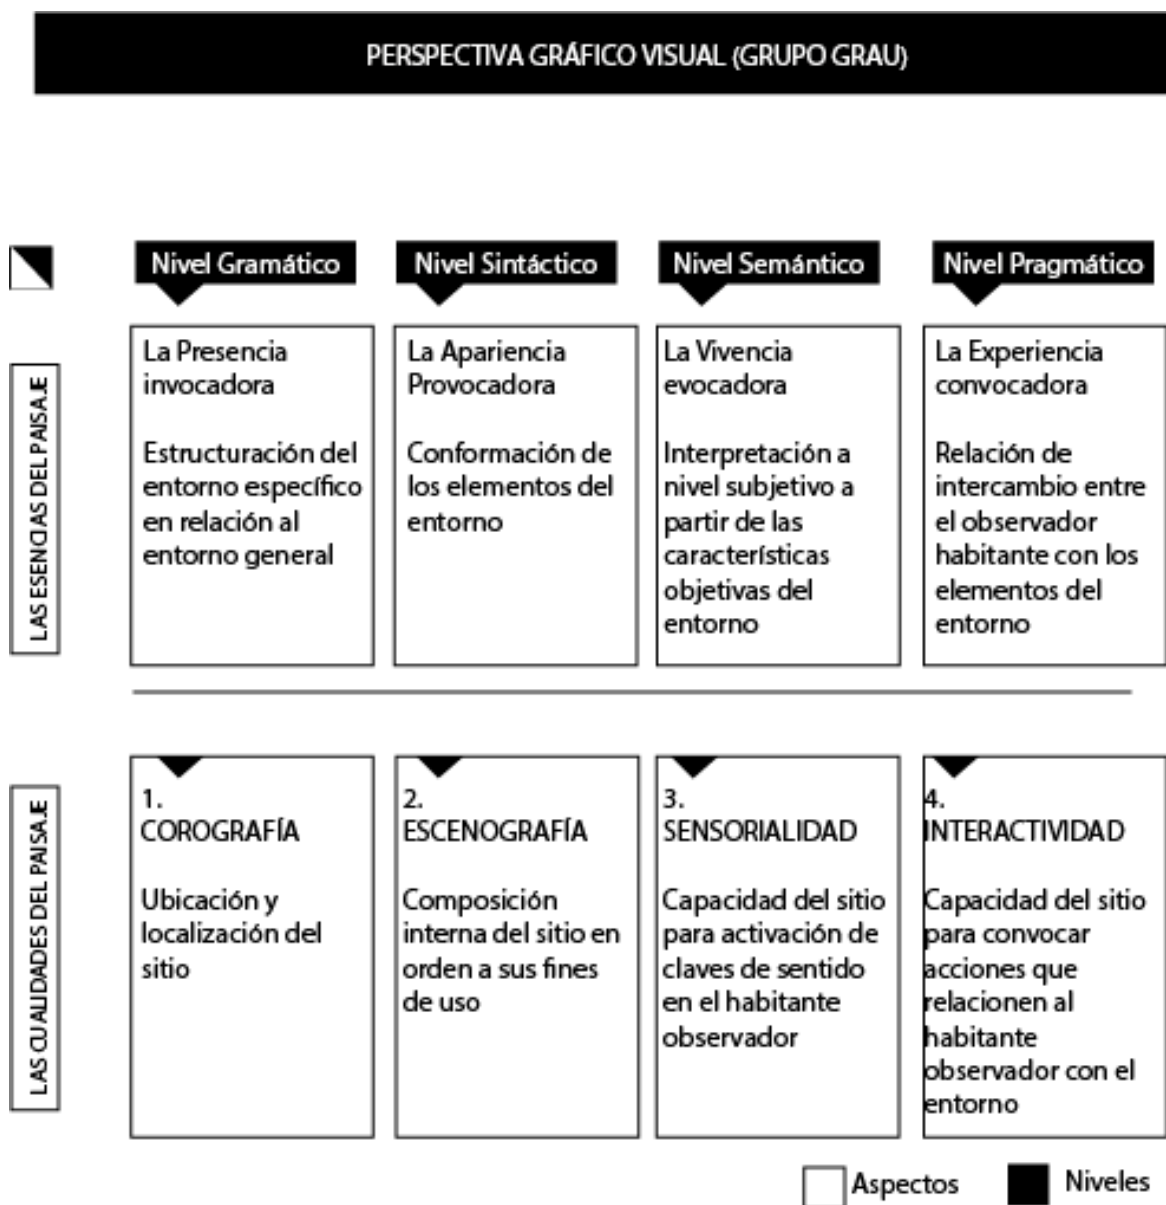 PERSPECTIVA GRÁFICO VISUAL (GRUPO GRAU)
Nivel Gramático
Nivel Sintáctico
Nivel Semántico
Nivel Pragmático
LAS ESENCIAS DEL PAISAJE
La Presencia
invocadora
Estructuración del
entorno específico
en relación al
entorno general
La Apariencia
Provocadora
Conformación de
los elementos del
entorno
La Vivencia
evocadora
Interpretación a
nivel subjetivo a
partir de las
características
objetivas del
entorno
La Experiencia
convocadora
Relación de
intercambio entre
el observador
habitante con los
elementos del
entorno
LAS CUALIDADES DEL PAISAJE
1.
COROGRAFÍA
Ubicación y
localización del
sitio
2.
ESCENOGRAFÍA
Composición
interna del sitio en
orden a sus fines
de uso
3.
SENSORIALIDAD
Capacidad del sitio
para activación de
claves de sentido
en el habitante
observador
4.
INTERACTIVIDAD
Capacidad del sitio
para convocar
acciones que
relacionen al
habitante
observador con el
entorno
Aspectos
Niveles